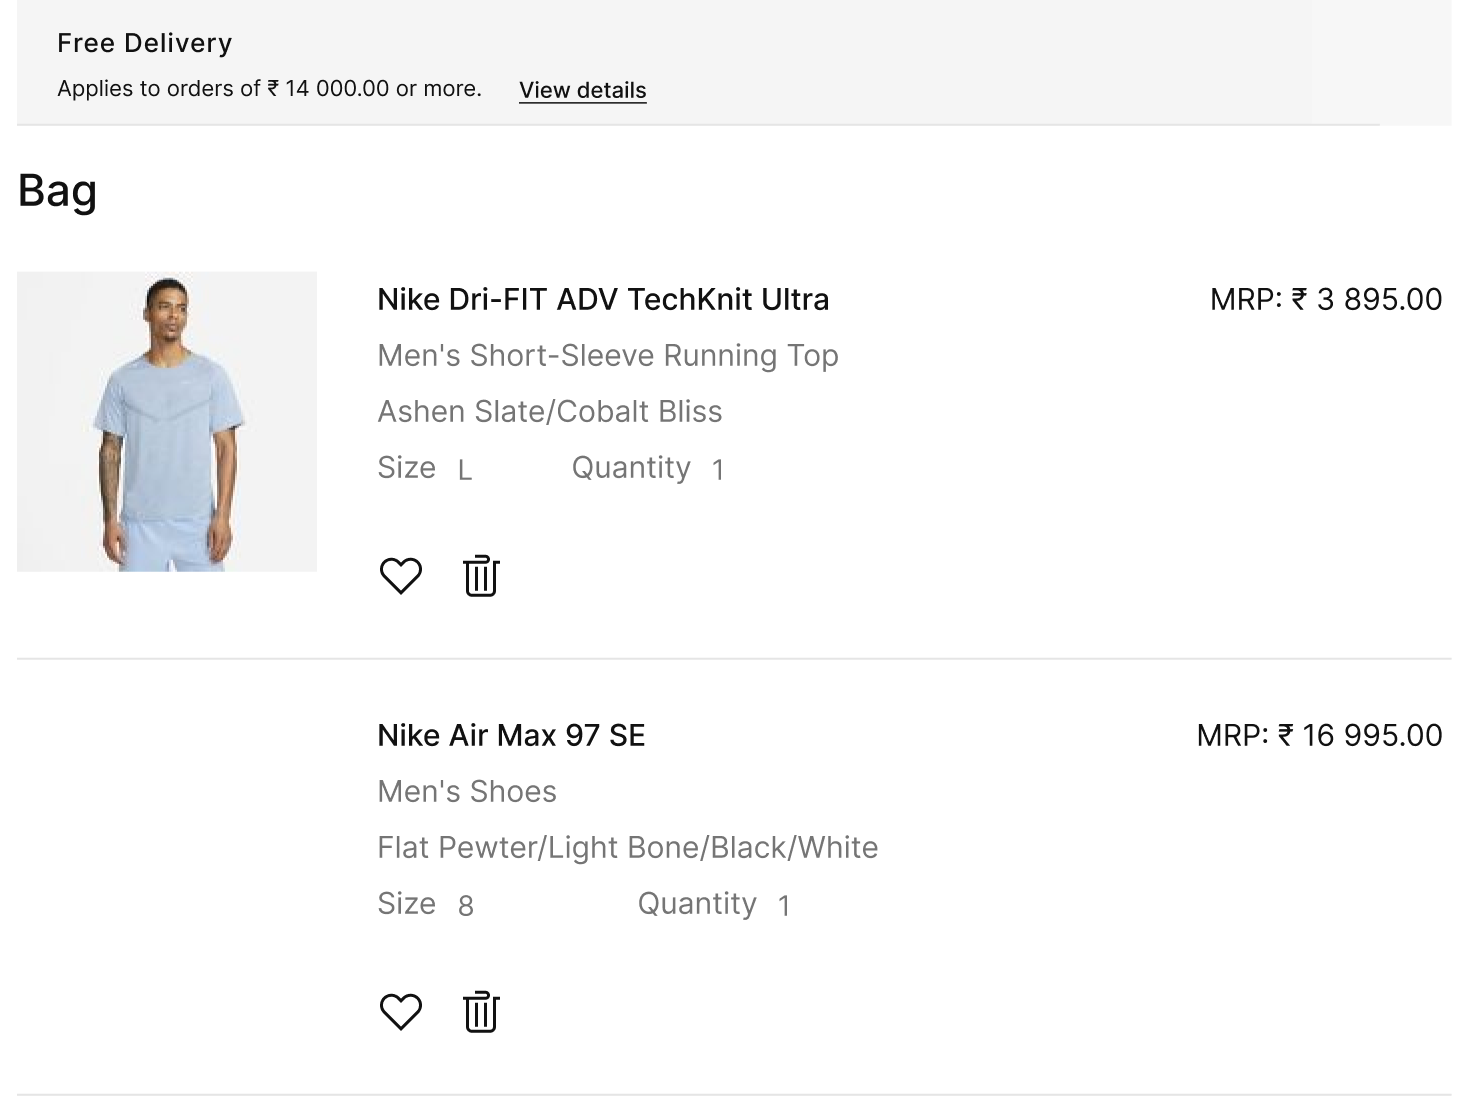 Free Delivery
Applies to orders of ₹ 14 000.00 or more. View details
Bag
Nike Dri-FIT ADV TechKnit Ultra MRP: ₹ 3 895.00
Men's Short-Sleeve Running Top
Ashen Slate/Cobalt Bliss
Size L Quantity 1
Nike Air Max 97 SE MRP: ₹ 16 995.00
Men's Shoes
Flat Pewter/Light Bone/Black/White
Size 8 Quantity 1